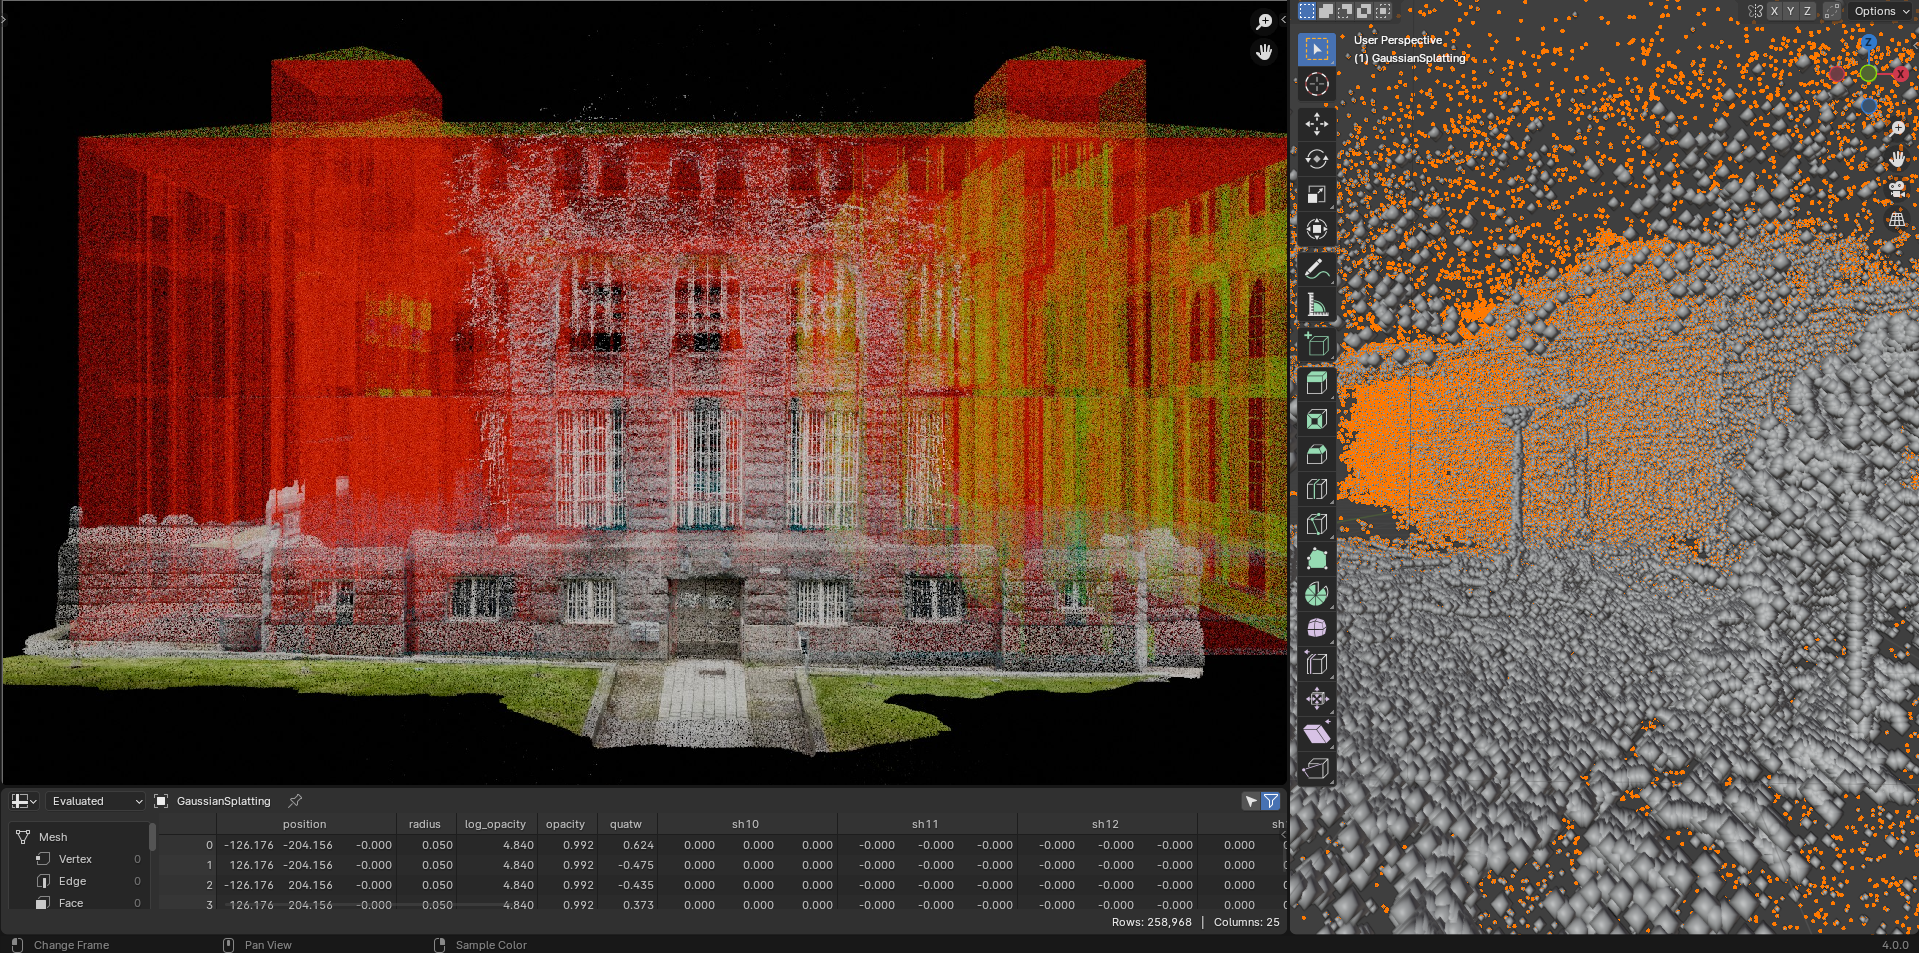 X Y Z Options
User Perspective
(1) GaussianSplatting
Z
X
Evaluated GaussianSplatting
Mesh
Vertex 0
Edge 0
Face 0
position radius log_opacity opacity quatw sh10 sh11 sh12 sh
0 -126.176 -204.156 -0.000 0.050 4.840 0.992 0.624 0.000 0.000 0.000 -0.000 -0.000 -0.000 -0.000 -0.000 -0.000 0.000
1 126.176 204.156 -0.000 0.050 4.840 0.992 -0.475 0.000 0.000 0.000 -0.000 -0.000 -0.000 -0.000 -0.000 -0.000 0.000
2 -126.176 -204.156 -0.000 0.050 4.840 0.992 -0.435 0.000 0.000 0.000 -0.000 -0.000 -0.000 -0.000 -0.000 -0.000 0.000
3 126.176 204.156 -0.000 0.050 4.840 0.992 0.373 0.000 0.000 0.000 -0.000 -0.000 -0.000 -0.000 -0.000 -0.000 0.000
Rows: 258,968 | Columns: 25
Change Frame Pan View Sample Color 4.0.0